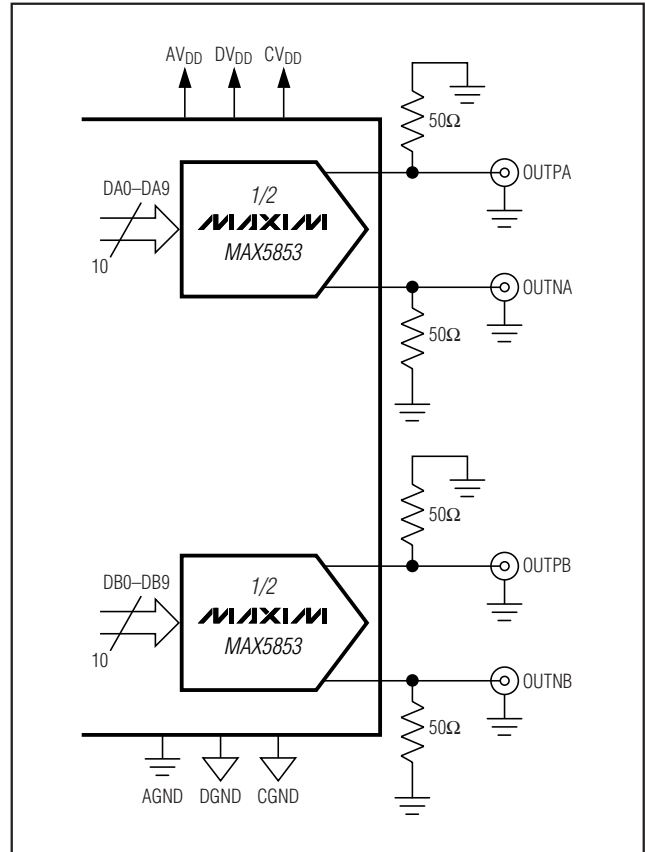 AVDD DVDD CVDD
50Ω
DA0–DA9
10
1/2
MAXIM
MAX5853
OUTPA
OUTNA
50Ω
50Ω
DB0–DB9
10
1/2
MAXIM
MAX5853
OUTPB
OUTNB
50Ω
AGND DGND CGND